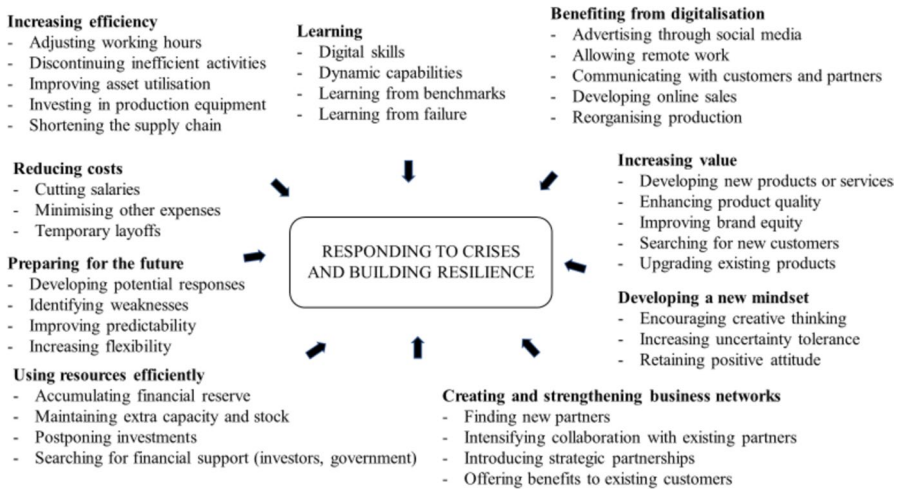 Increasing efficiency
- Adjusting working hours
- Discontinuing inefficient activities
- Improving asset utilisation
- Investing in production equipment
- Shortening the supply chain
Learning
- Digital skills
- Dynamic capabilities
- Learning from benchmarks
- Learning from failure
Benefiting from digitalisation
- Advertising through social media
- Allowing remote work
- Communicating with customers and partners
- Developing online sales
- Reorganising production
Reducing costs
- Cutting salaries
- Minimising other expenses
- Temporary layoffs
Increasing value
- Developing new products or services
- Enhancing product quality
- Improving brand equity
- Searching for new customers
- Upgrading existing products
RESPONDING TO CRISES
AND BUILDING RESILIENCE
Preparing for the future
- Developing potential responses
- Identifying weaknesses
- Improving predictability
- Increasing flexibility
Developing a new mindset
- Encouraging creative thinking
- Increasing uncertainty tolerance
- Retaining positive attitude
Using resources efficiently
- Accumulating financial reserve
- Maintaining extra capacity and stock
- Postponing investments
- Searching for financial support (investors, government)
Creating and strengthening business networks
- Finding new partners
- Intensifying collaboration with existing partners
- Introducing strategic partnerships
- Offering benefits to existing customers